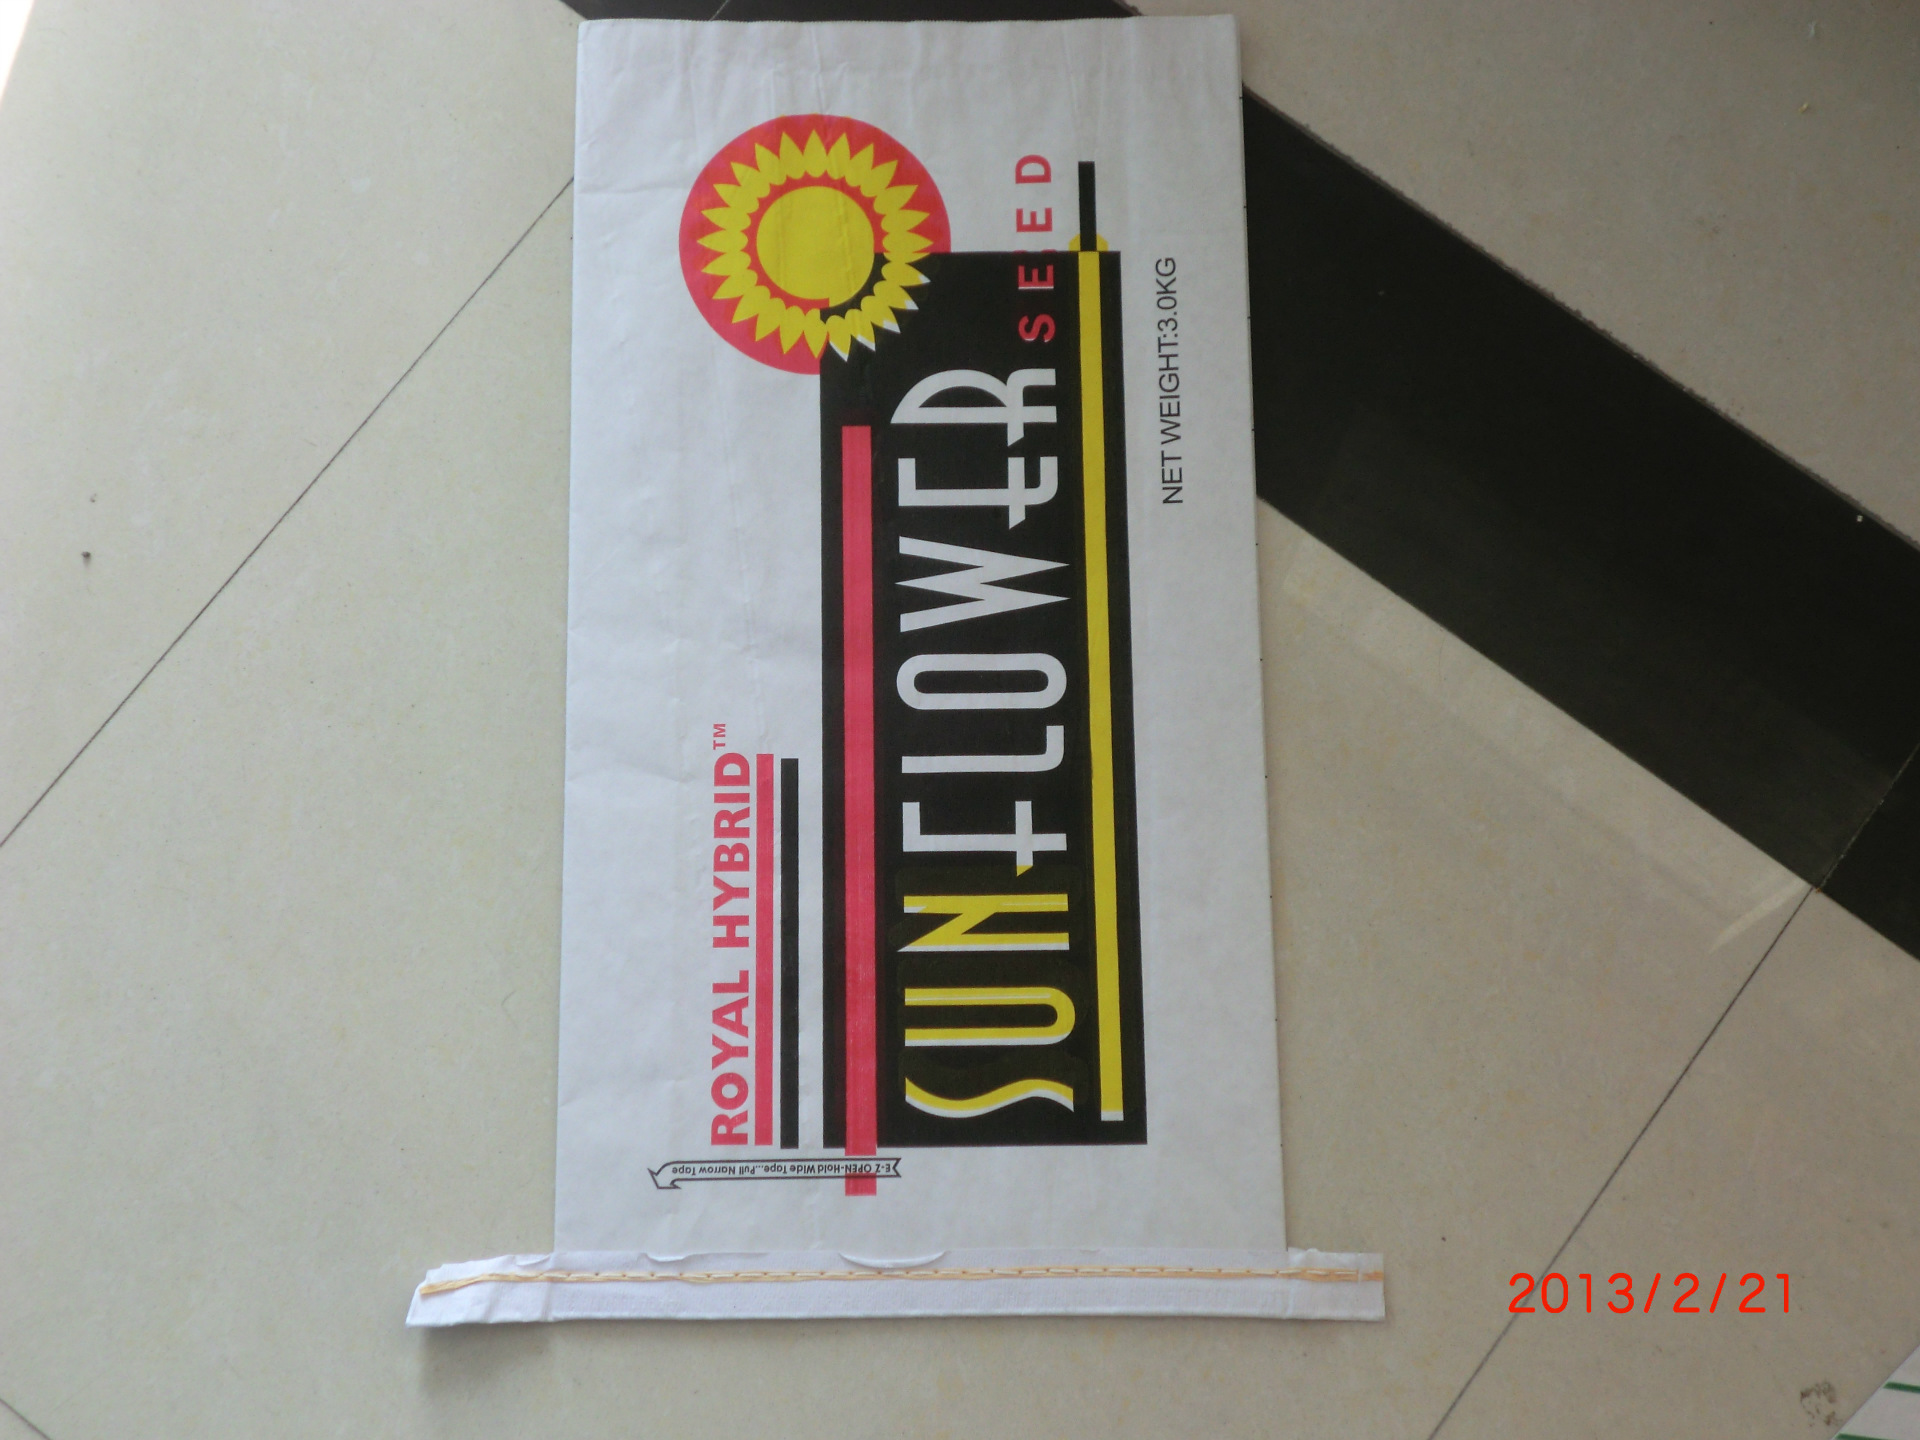 ROYAL HYBRID™
SUNFLOWER
SEED
NET WEIGHT:3.0KG
E-Z OPEN-Hold Wide Tape...Pull Narrow Tape
2013/2/21